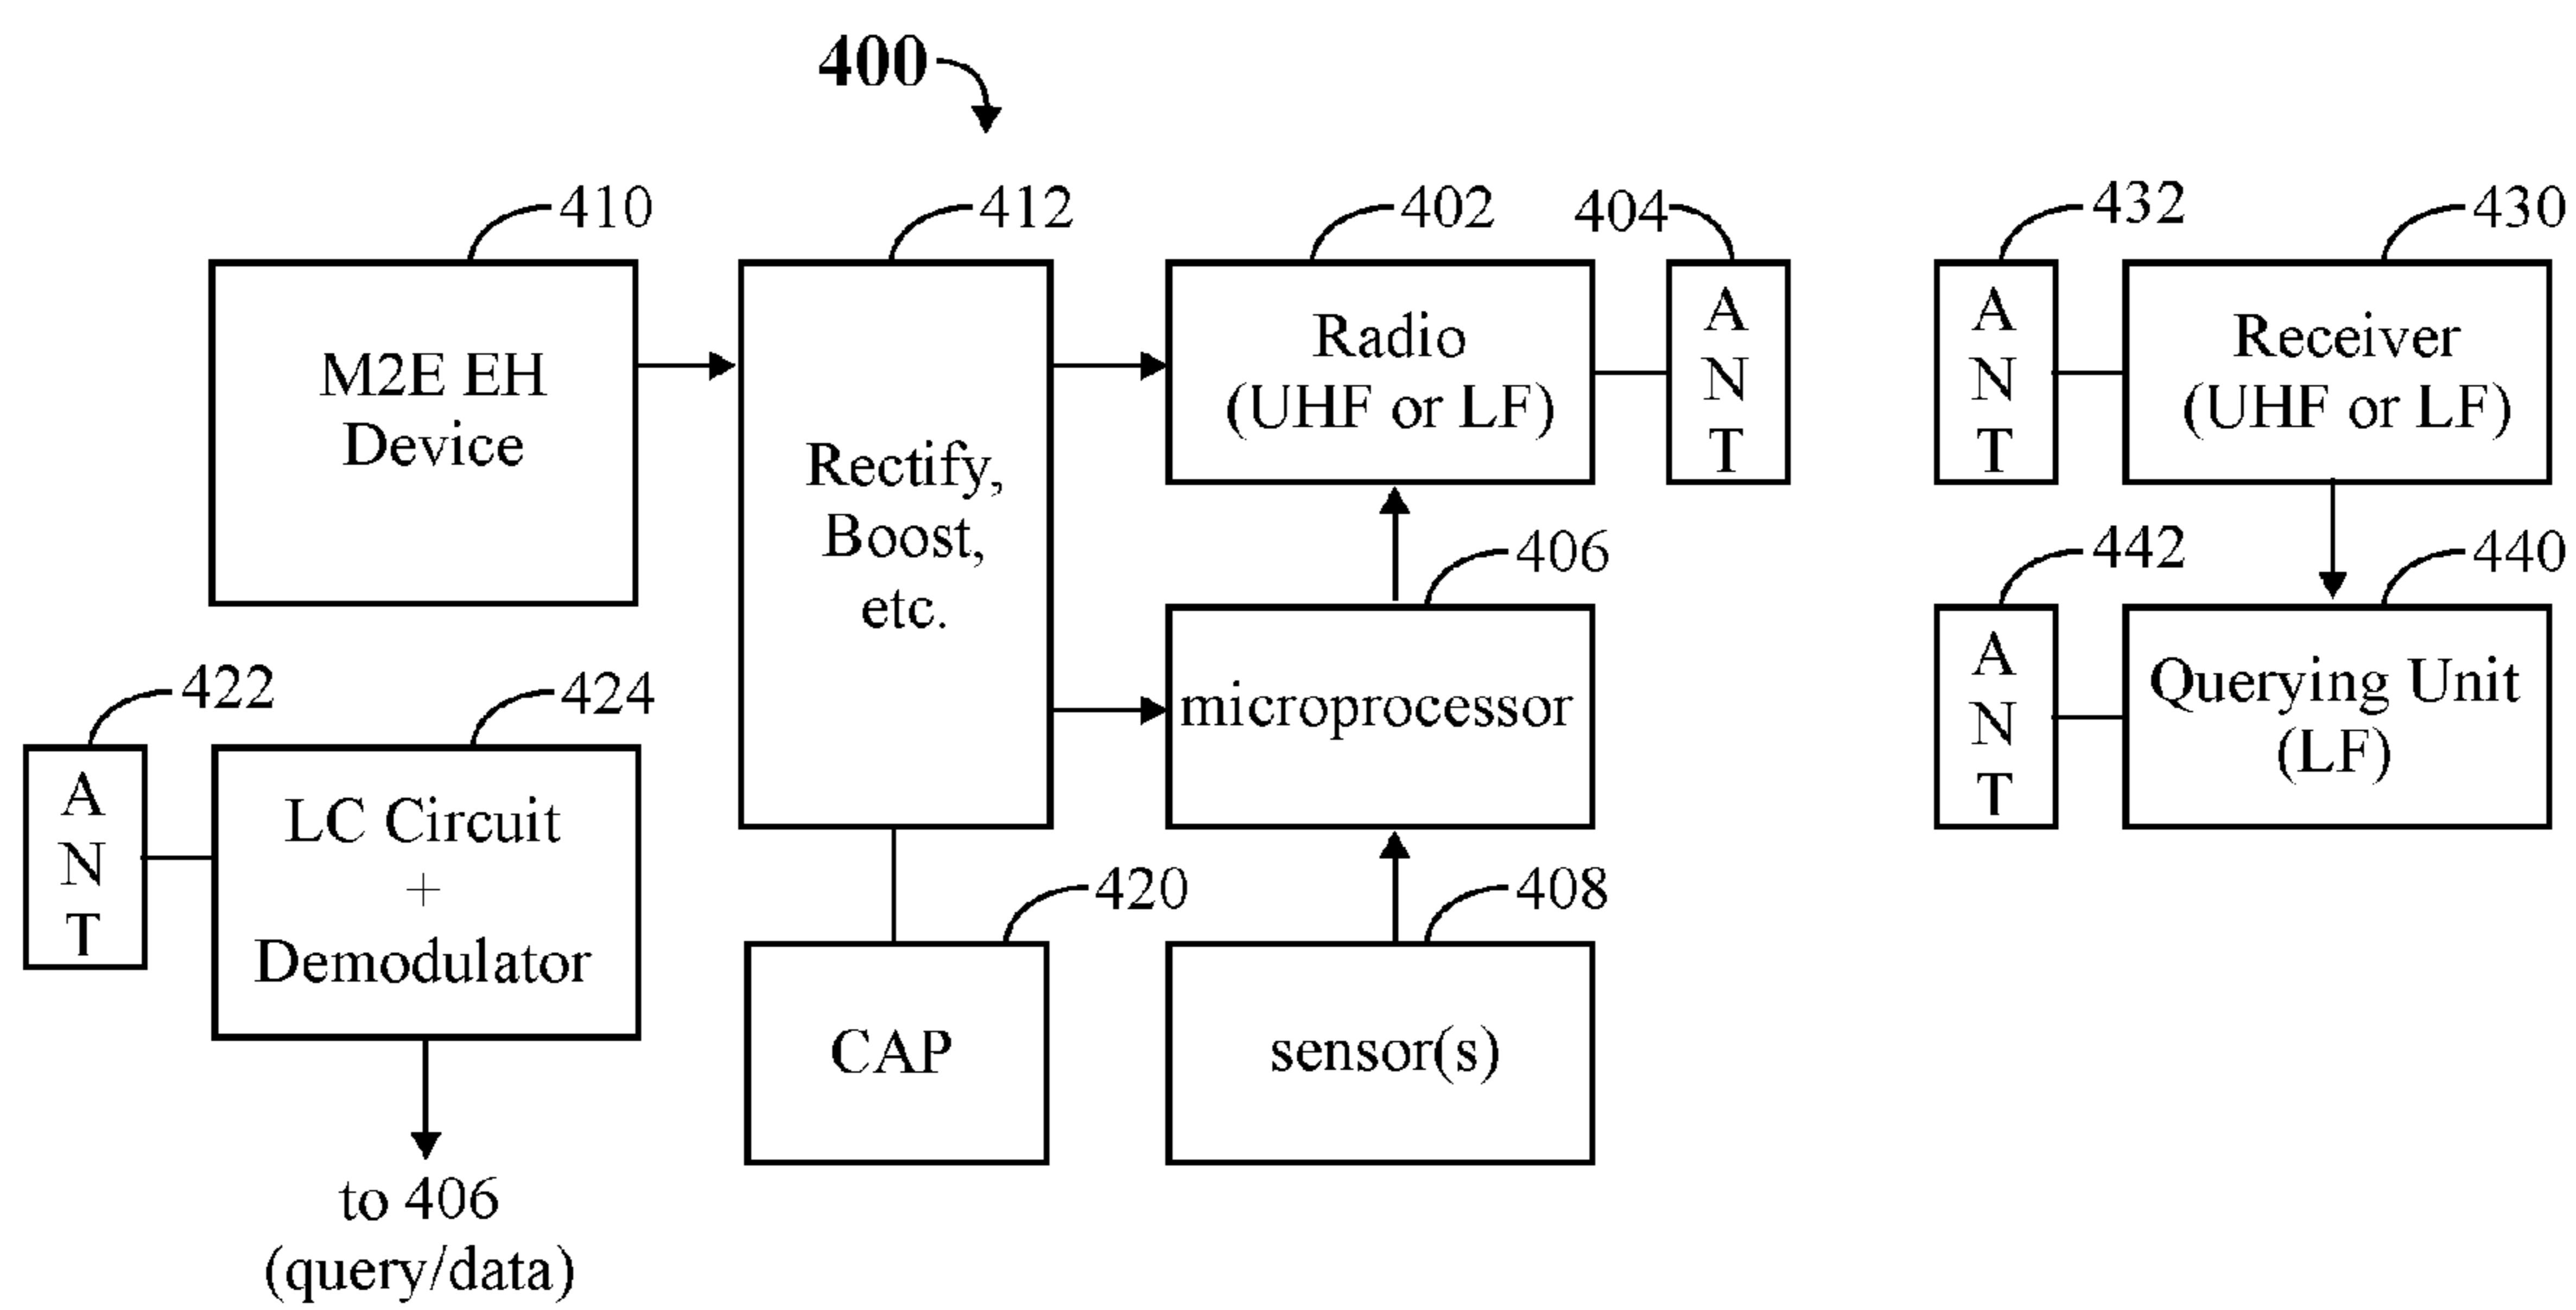 400
410
412
402
404
432
430
M2E EH
Device
Rectify,
Boost,
etc.
Radio
(UHF or LF)
A
N
T
A
N
T
Receiver
(UHF or LF)
406
442
440
microprocessor
A
N
T
Querying Unit
(LF)
422
424
A
N
T
LC Circuit
+
Demodulator
420
408
CAP
sensor(s)
to 406
(query/data)